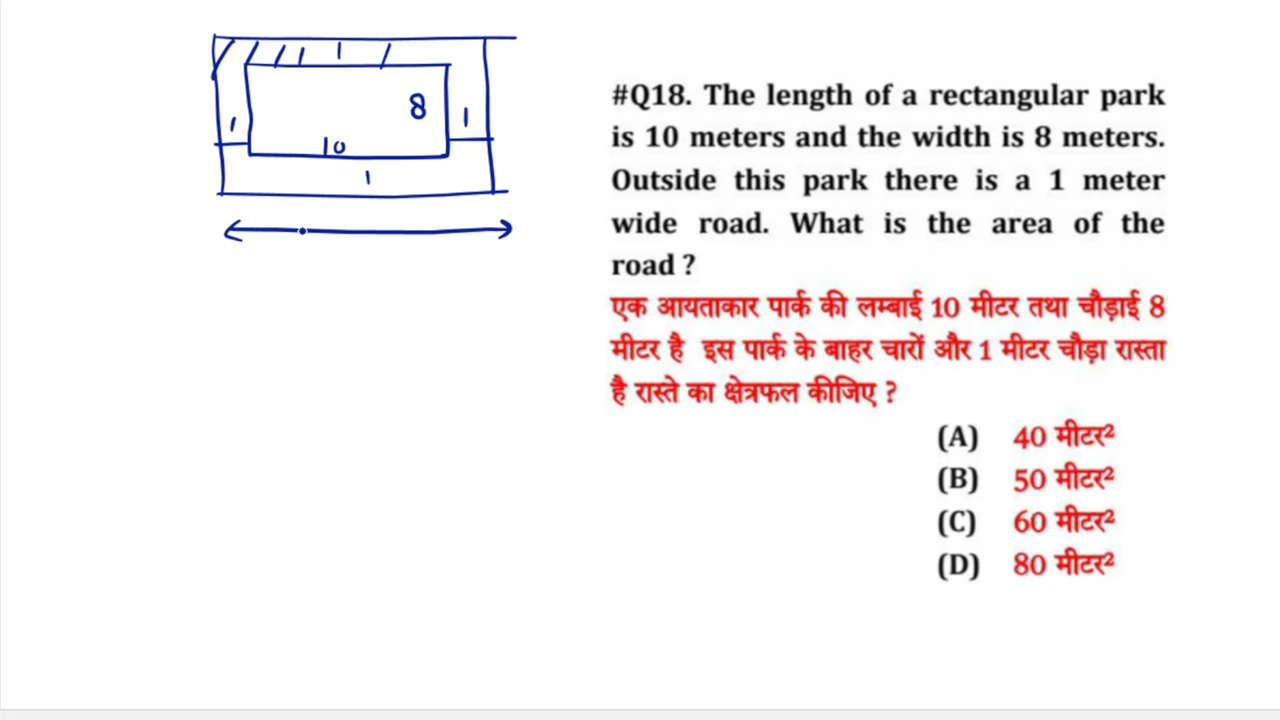 8
1
1
10
1
#Q18. The length of a rectangular park
is 10 meters and the width is 8 meters.
Outside this park there is a 1 meter
wide road. What is the area of the
road ?
एक आयताकार पार्क की लम्बाई 10 मीटर तथा चौड़ाई 8
मीटर है इस पार्क के बाहर चारों और 1 मीटर चौड़ा रास्ता
है रास्ते का क्षेत्रफल कीजिए ?
(A) 40 मीटर²
(B) 50 मीटर²
(C) 60 मीटर²
(D) 80 मीटर²